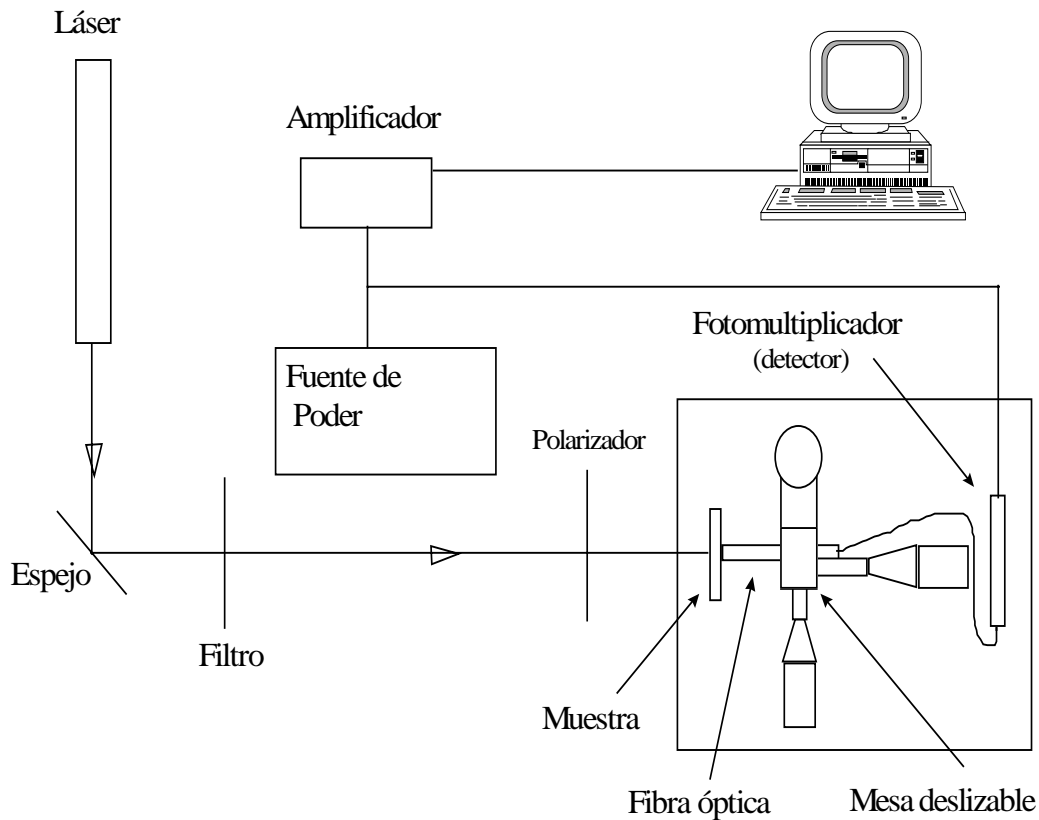 Láser
Amplificador
Fotomultiplicador
(detector)
Fuente de
Poder
Polarizador
Espejo
Filtro
Muestra
Fibra óptica
Mesa deslizable